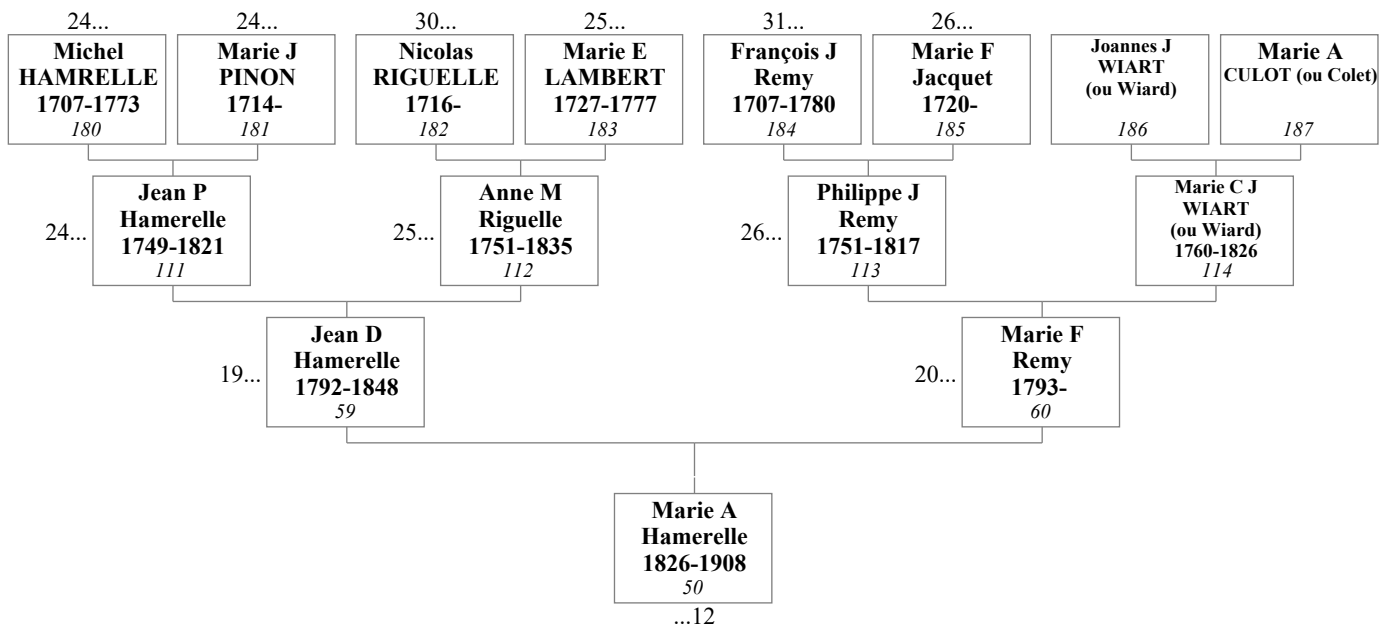 24...
24...
30...
25...
31...
26...
Michel
HAMRELLE
1707-1773
180
Marie J
PINON
1714-
181
Nicolas
RIGUELLE
1716-
182
Marie E
LAMBERT
1727-1777
183
François J
Remy
1707-1780
184
Marie F
Jacquet
1720-
185
Joannes J
WIART
(ou Wiard)
186
Marie A
CULOT (ou Colet)
187
24...
Jean P
Hamerelle
1749-1821
111
25...
Anne M
Riguelle
1751-1835
112
26...
Philippe J
Remy
1751-1817
113
Marie C J
WIART
(ou Wiard)
1760-1826
114
19...
Jean D
Hamerelle
1792-1848
59
20...
Marie F
Remy
1793-
60
Marie A
Hamerelle
1826-1908
50
...12